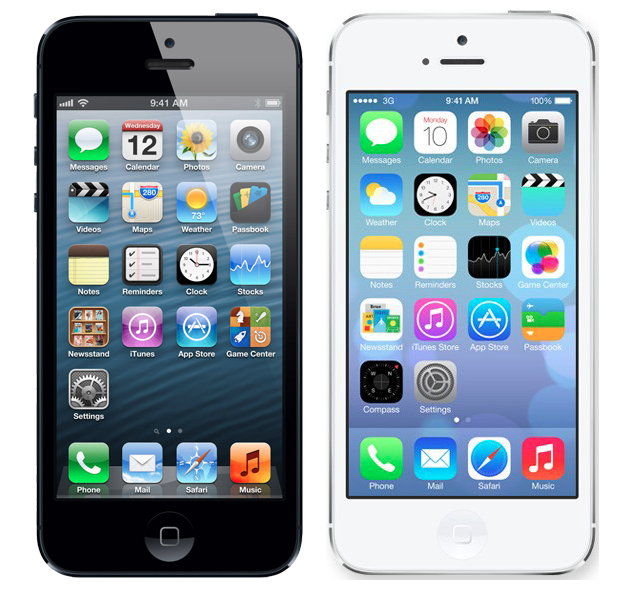 9:41 AM
Wednesday
12
Messages Calendar Photos Camera
280
73°
Videos Maps Weather Passbook
Notes Reminders Clock Stocks
Newsstand iTunes App Store Game Center
Settings
Phone Mail Safari Music
3G 9:41 AM 100%
Monday
10
Messages Calendar Photos Camera
280
Weather Clock Maps Videos
Notes Reminders Stocks Game Center
Newsstand iTunes Store App Store Passbook
N
W E
S
Compass Settings
Phone Mail Safari Music